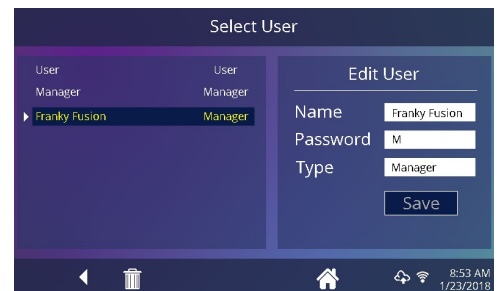 Select User
User User
Manager Manager
Franky Fusion Manager
Edit User
Name Franky Fusion
Password M
Type Manager
Save
8:53 AM
1/23/2018